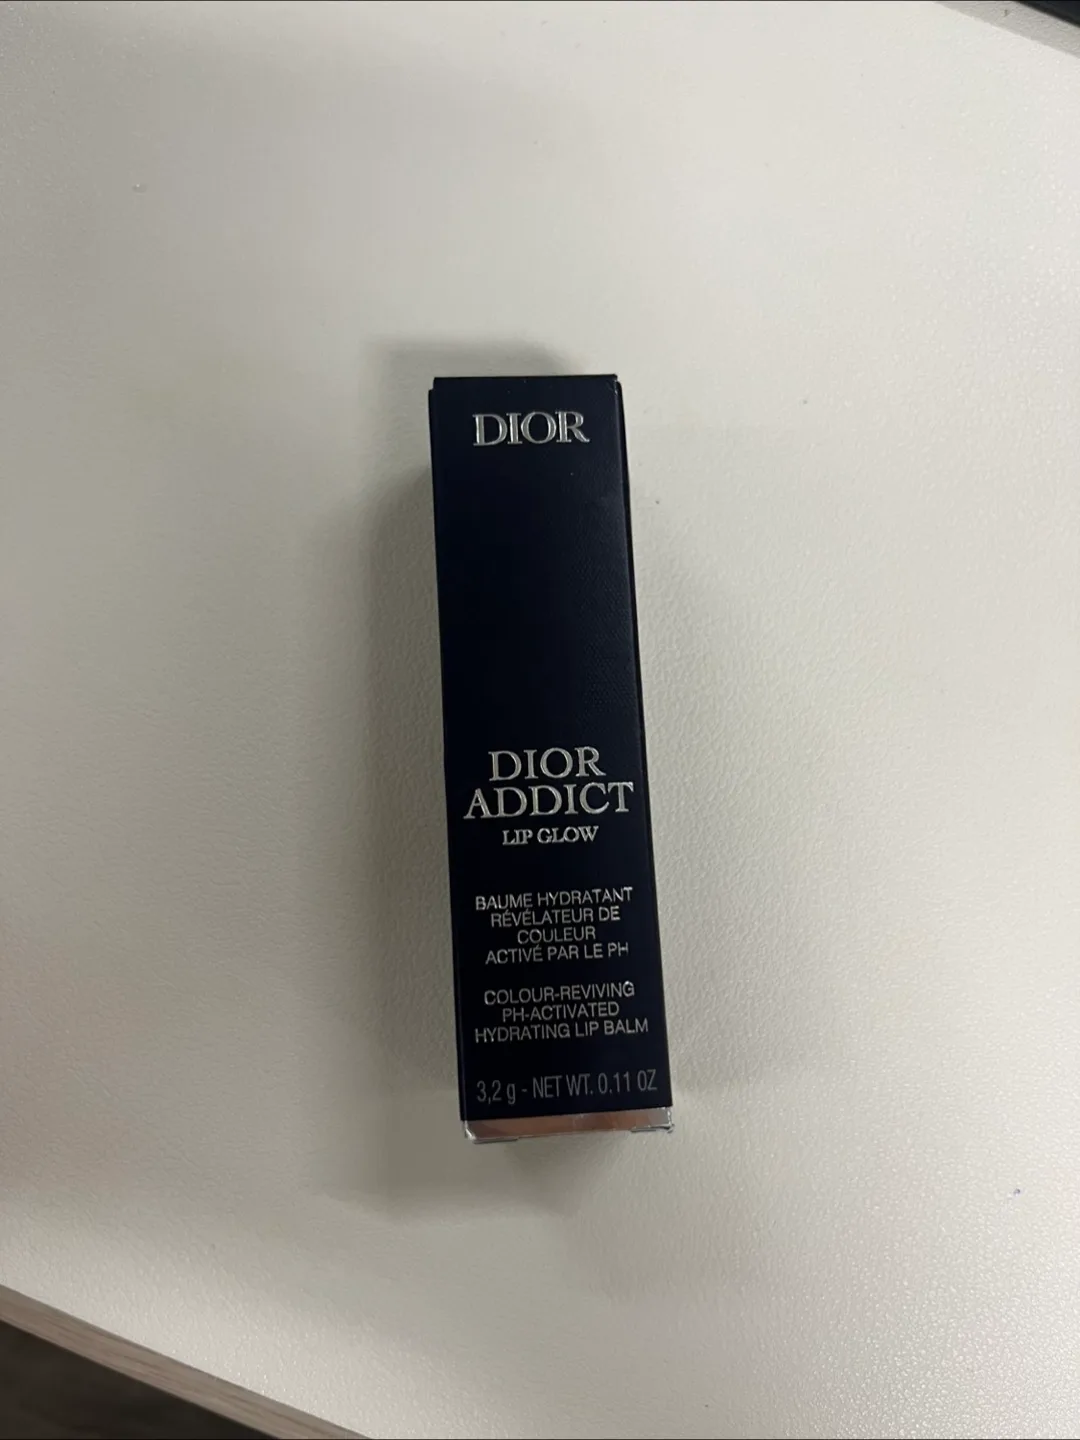 DIOR
DIOR
ADDICT
LIP GLOW
BAUME HYDRATANT
RÉVÉLATEUR DE
COULEUR
ACTIVÉ PAR LE PH
COLOUR-REVIVING
PH-ACTIVATED
HYDRATING LIP BALM
3,2 g - NET WT. 0.11 OZ